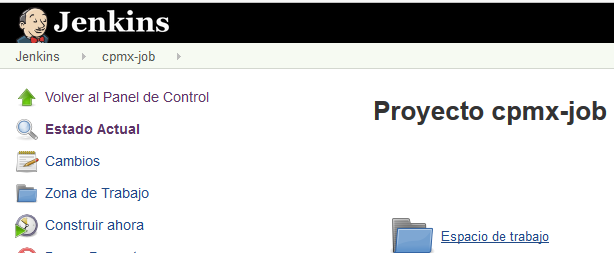 Jenkins
Jenkins cpmx-job
Volver al Panel de Control
Estado Actual
Cambios
Zona de Trabajo
Construir ahora
Proyecto cpmx-job
Espacio de trabajo